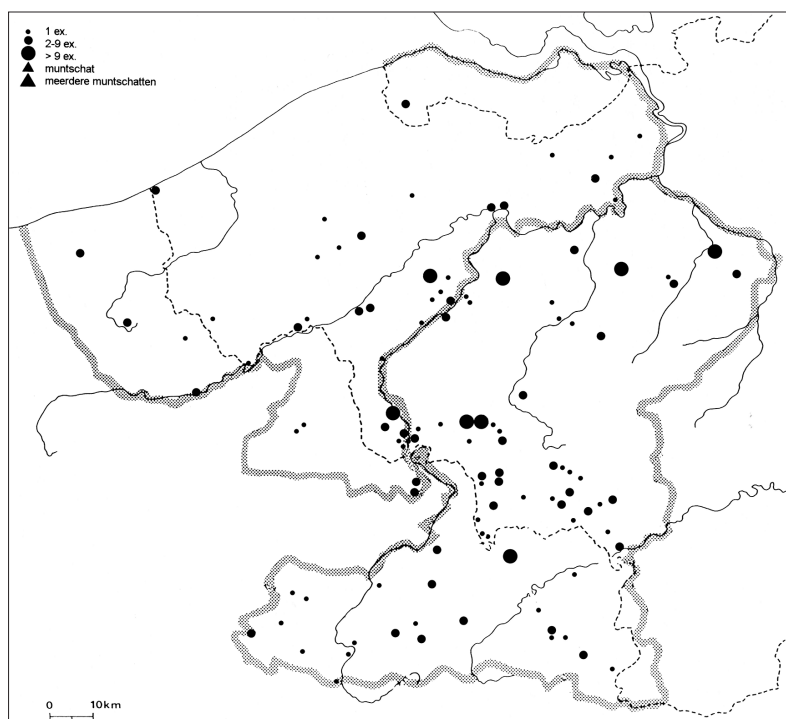 1 ex.
2-9 ex.
> 9 ex.
muntschat
meerdere muntschatten
0 10km